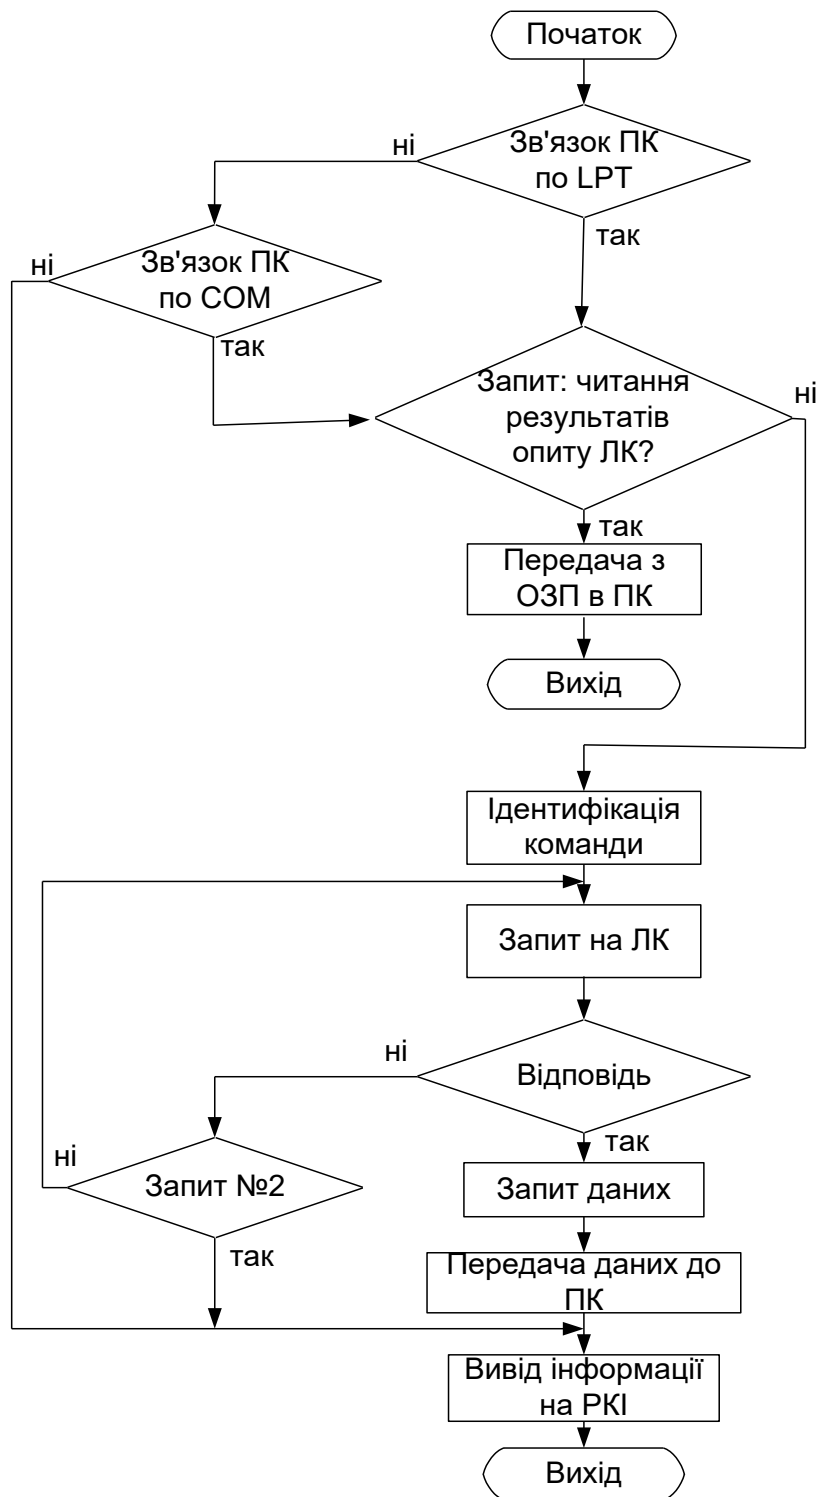 Початок
Зв'язок ПК
по LPT
ні
так
Зв'язок ПК
по COM
ні
так
Запит: читання
результатів
опиту ЛК?
ні
так
Передача з
ОЗП в ПК
Вихід
Ідентифікація
команди
Запит на ЛК
Відповідь
ні
так
Запит №2
ні
так
Запит даних
Передача даних до
ПК
Вивід інформації
на РКІ
Вихід